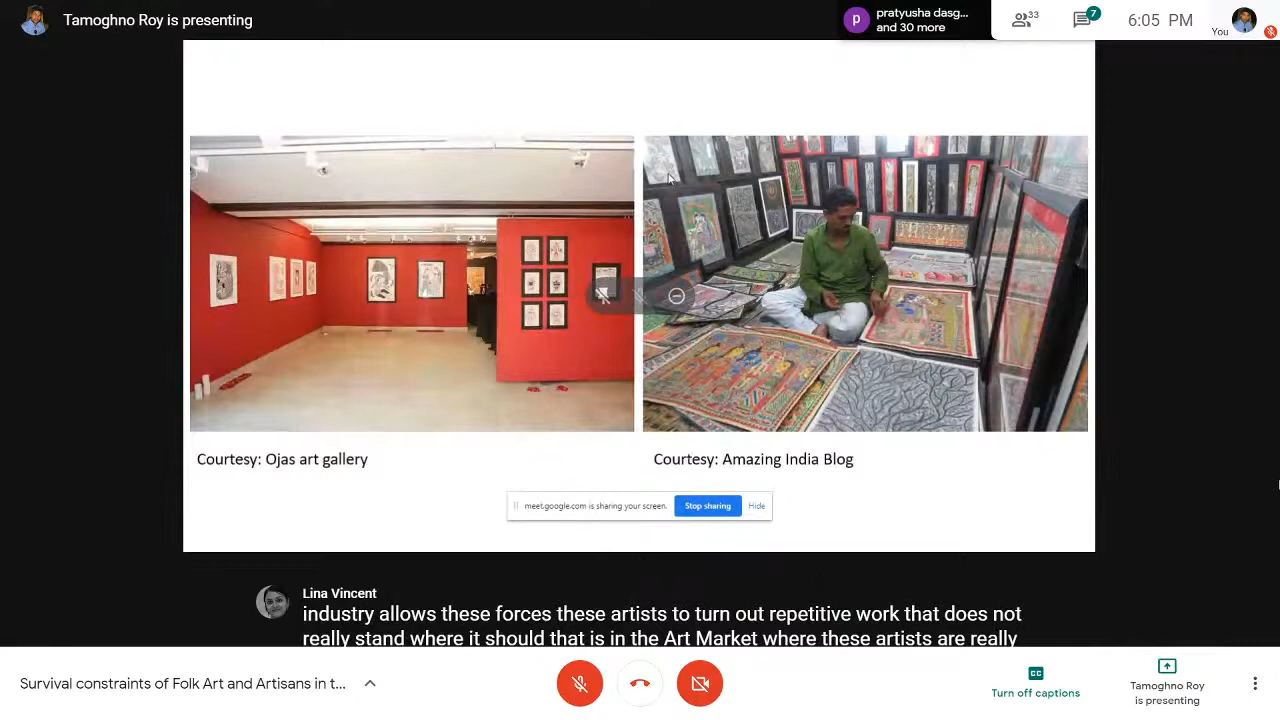 Tamoghno Roy is presenting
p
pratyusha dasg...
and 30 more
33
7
6:05 PM
You
Courtesy: Ojas art gallery
Courtesy: Amazing India Blog
meet.google.com is sharing your screen.
Stop sharing
Hide
Lina Vincent
industry allows these forces these artists to turn out repetitive work that does not
really stand where it should that is in the Art Market where these artists are really
Survival constraints of Folk Art and Artisans in t...
CC
Turn off captions
Tamoghno Roy
is presenting